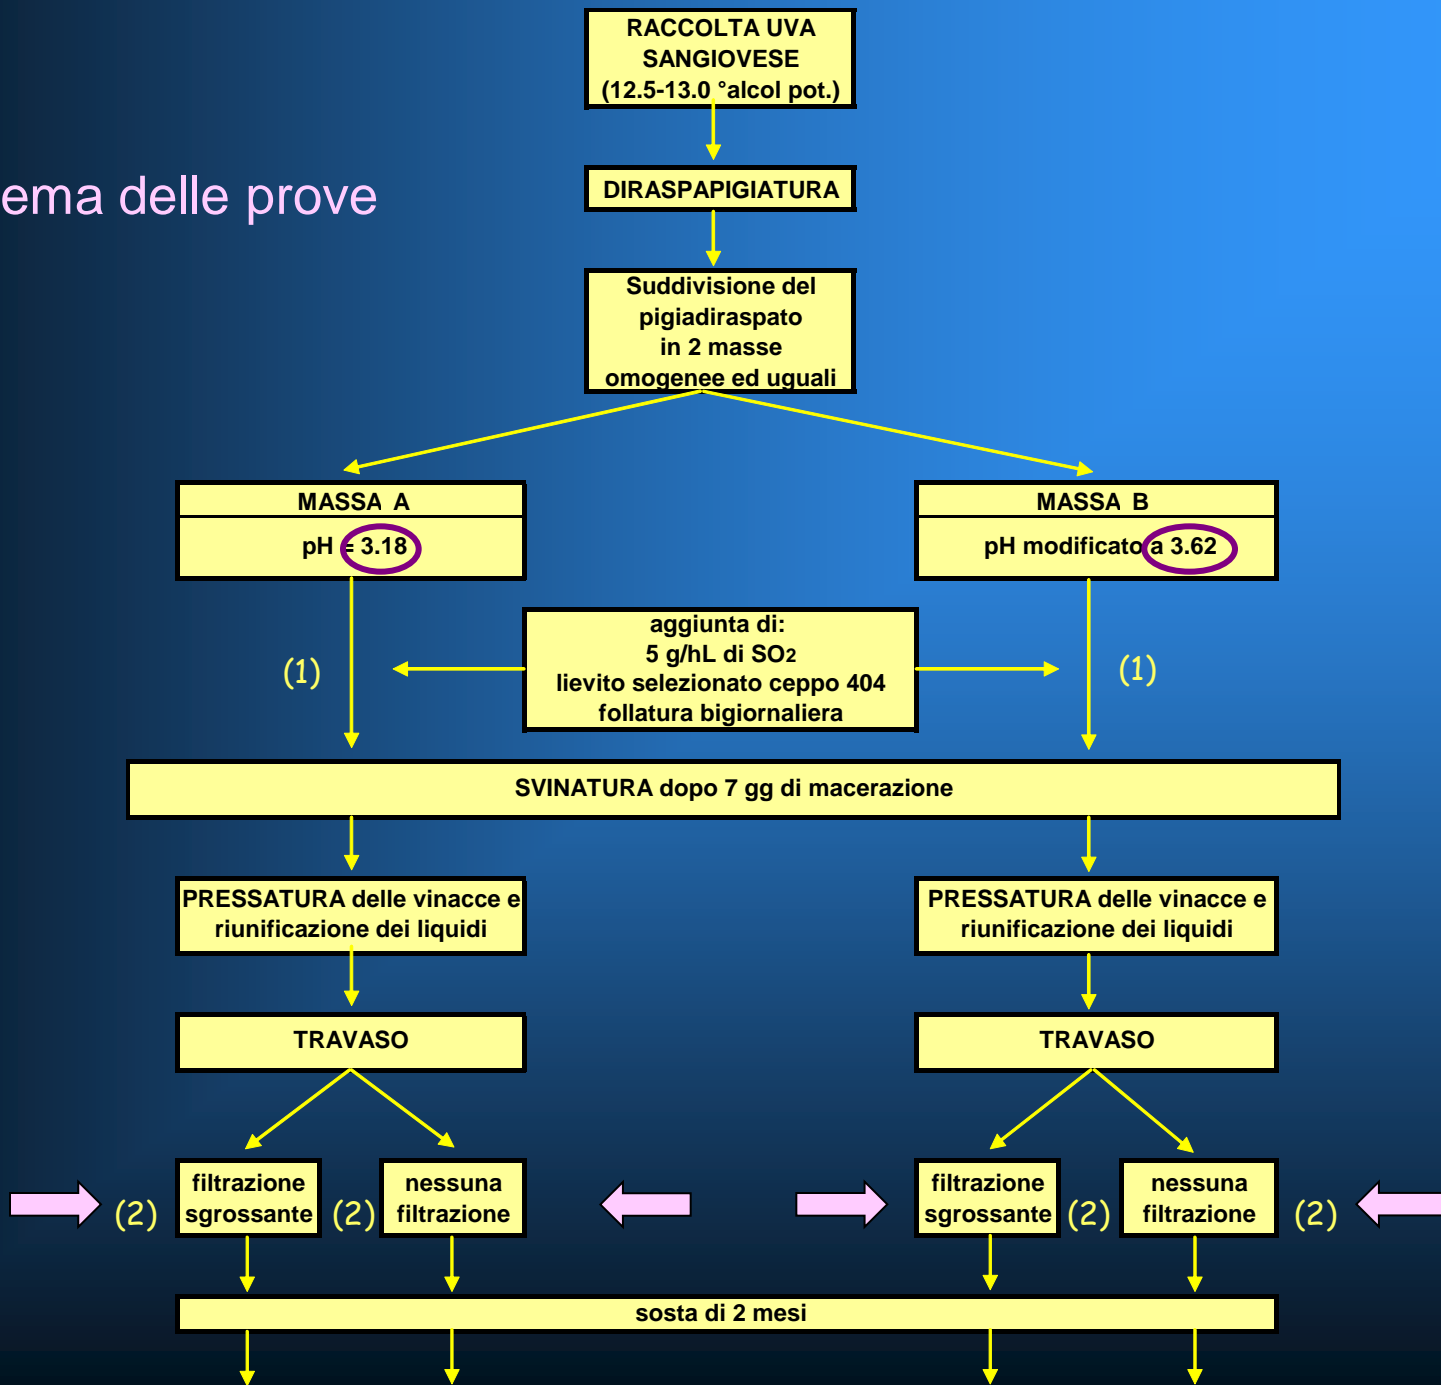 RACCOLTA UVA
SANGIOVESE
(12.5-13.0 °alcol pot.)
ema delle prove
DIRASPAPIGIATURA
Suddivisione del
pigiadiraspato
in 2 masse
omogenee ed uguali
MASSA A
pH = 3.18
MASSA B
pH modificato a 3.62
aggiunta di:
5 g/hL di SO2
lievito selezionato ceppo 404
follatura bigiornaliera
(1)
(1)
SVINATURA dopo 7 gg di macerazione
PRESSATURA delle vinacce e
riunificazione dei liquidi
PRESSATURA delle vinacce e
riunificazione dei liquidi
TRAVASO
TRAVASO
(2)
filtrazione
sgrossante
(2)
nessuna
filtrazione
filtrazione
sgrossante
(2)
nessuna
filtrazione
(2)
sosta di 2 mesi